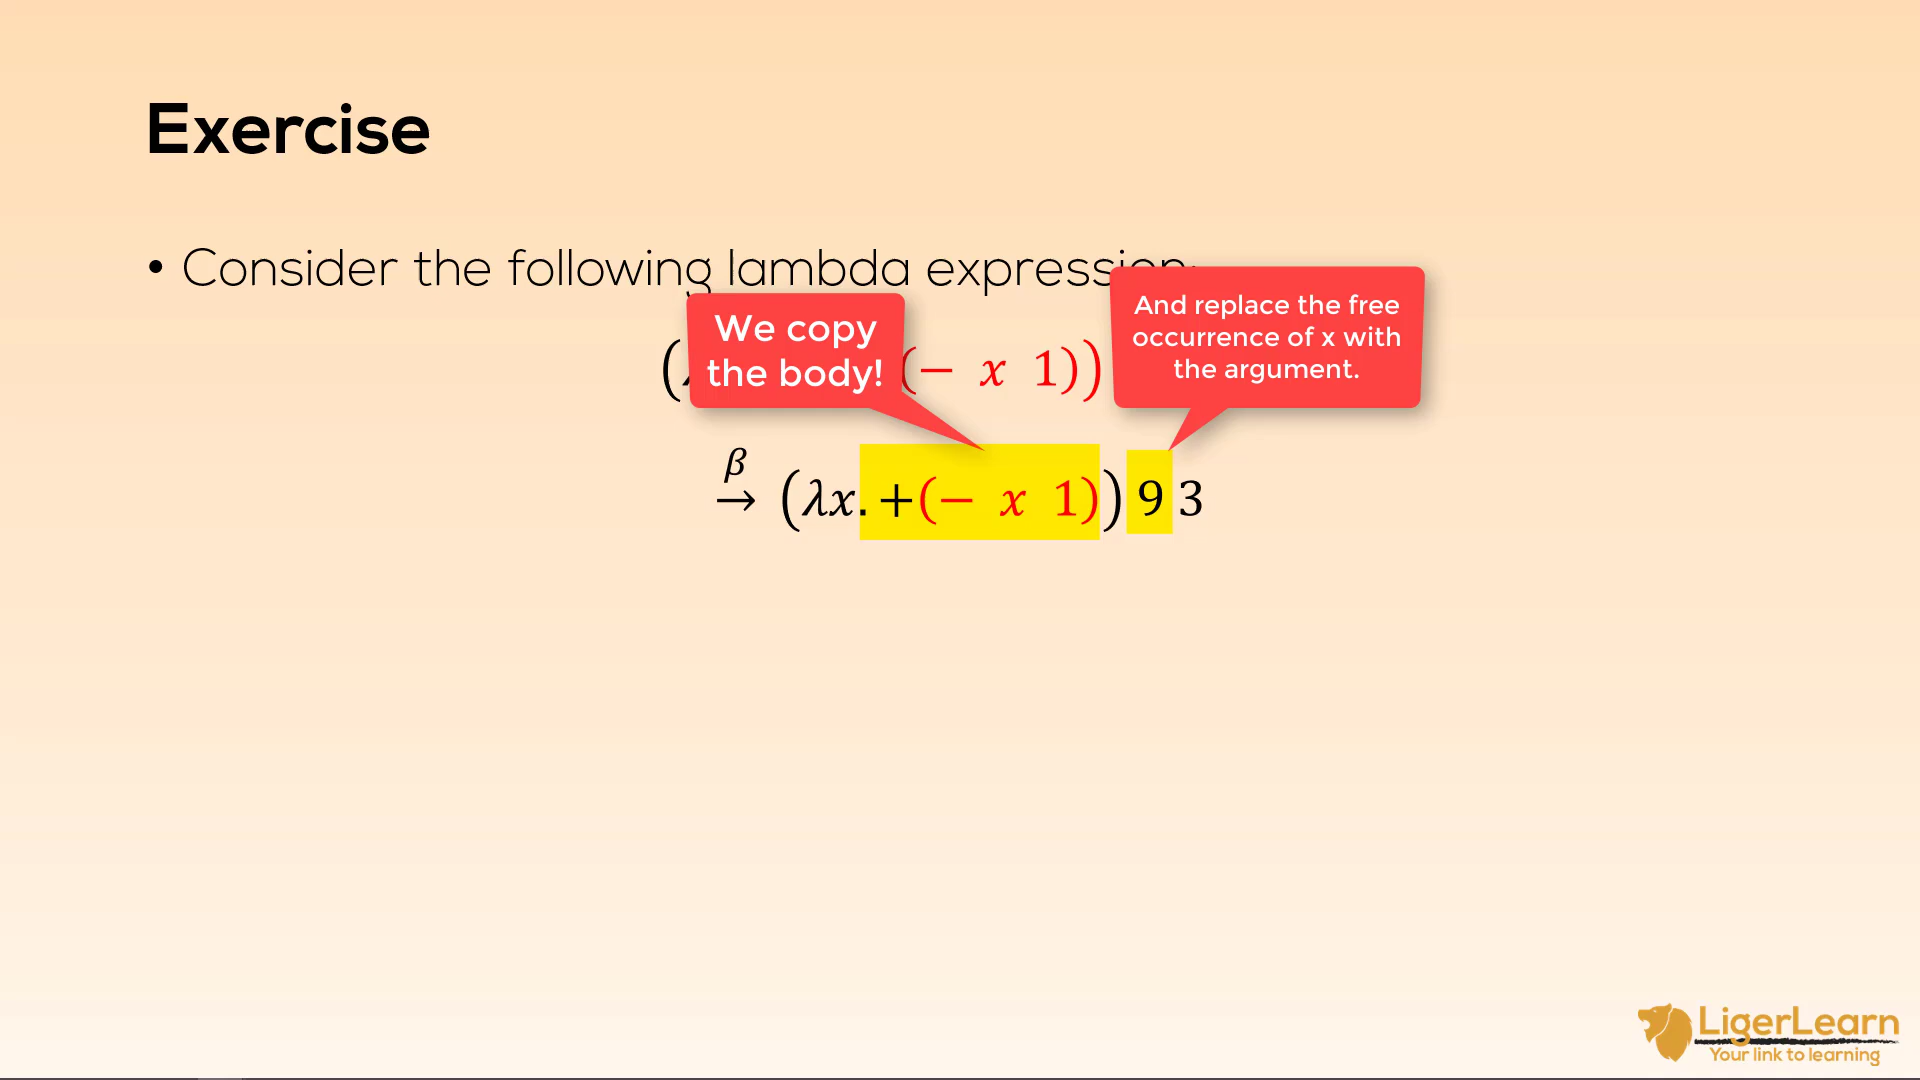 Exercise
• Consider the following lambda expression:
We copy
the body!
And replace the free
occurrence of x with
the argument.
( (− x 1))
β
→ (λx. +(− x 1)) 9 3
LigerLearn
Your link to learning